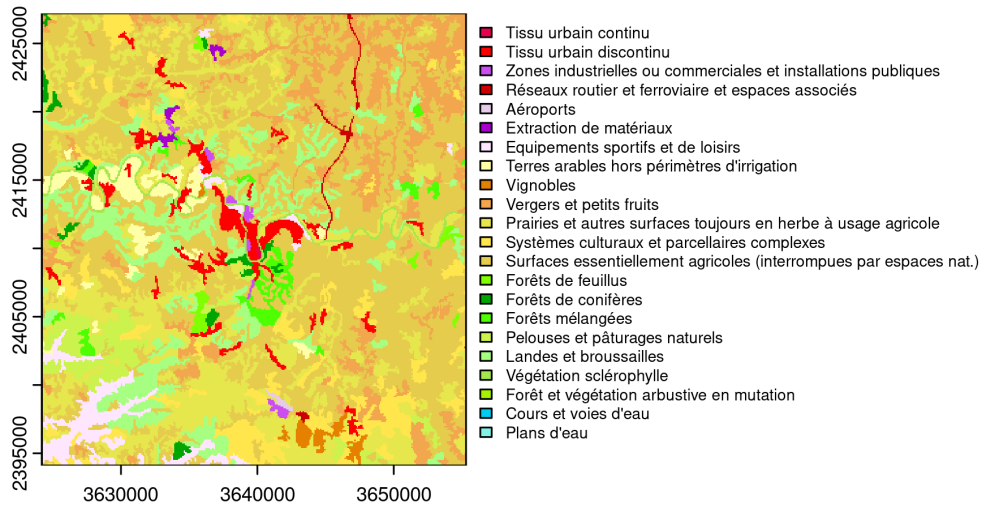 2425000
2415000
2405000
2395000
3630000
3640000
3650000
Tissu urbain continu
Tissu urbain discontinu
Zones industrielles ou commerciales et installations publiques
Réseaux routier et ferroviaire et espaces associés
Aéroports
Extraction de matériaux
Equipements sportifs et de loisirs
Terres arables hors périmètres d'irrigation
Vignobles
Vergers et petits fruits
Prairies et autres surfaces toujours en herbe à usage agricole
Systèmes culturaux et parcellaires complexes
Surfaces essentiellement agricoles (interrompues par espaces nat.)
Forêts de feuillus
Forêts de conifères
Forêts mélangées
Pelouses et pâturages naturels
Landes et broussailles
Végétation sclérophylle
Forêt et végétation arbustive en mutation
Cours et voies d'eau
Plans d'eau